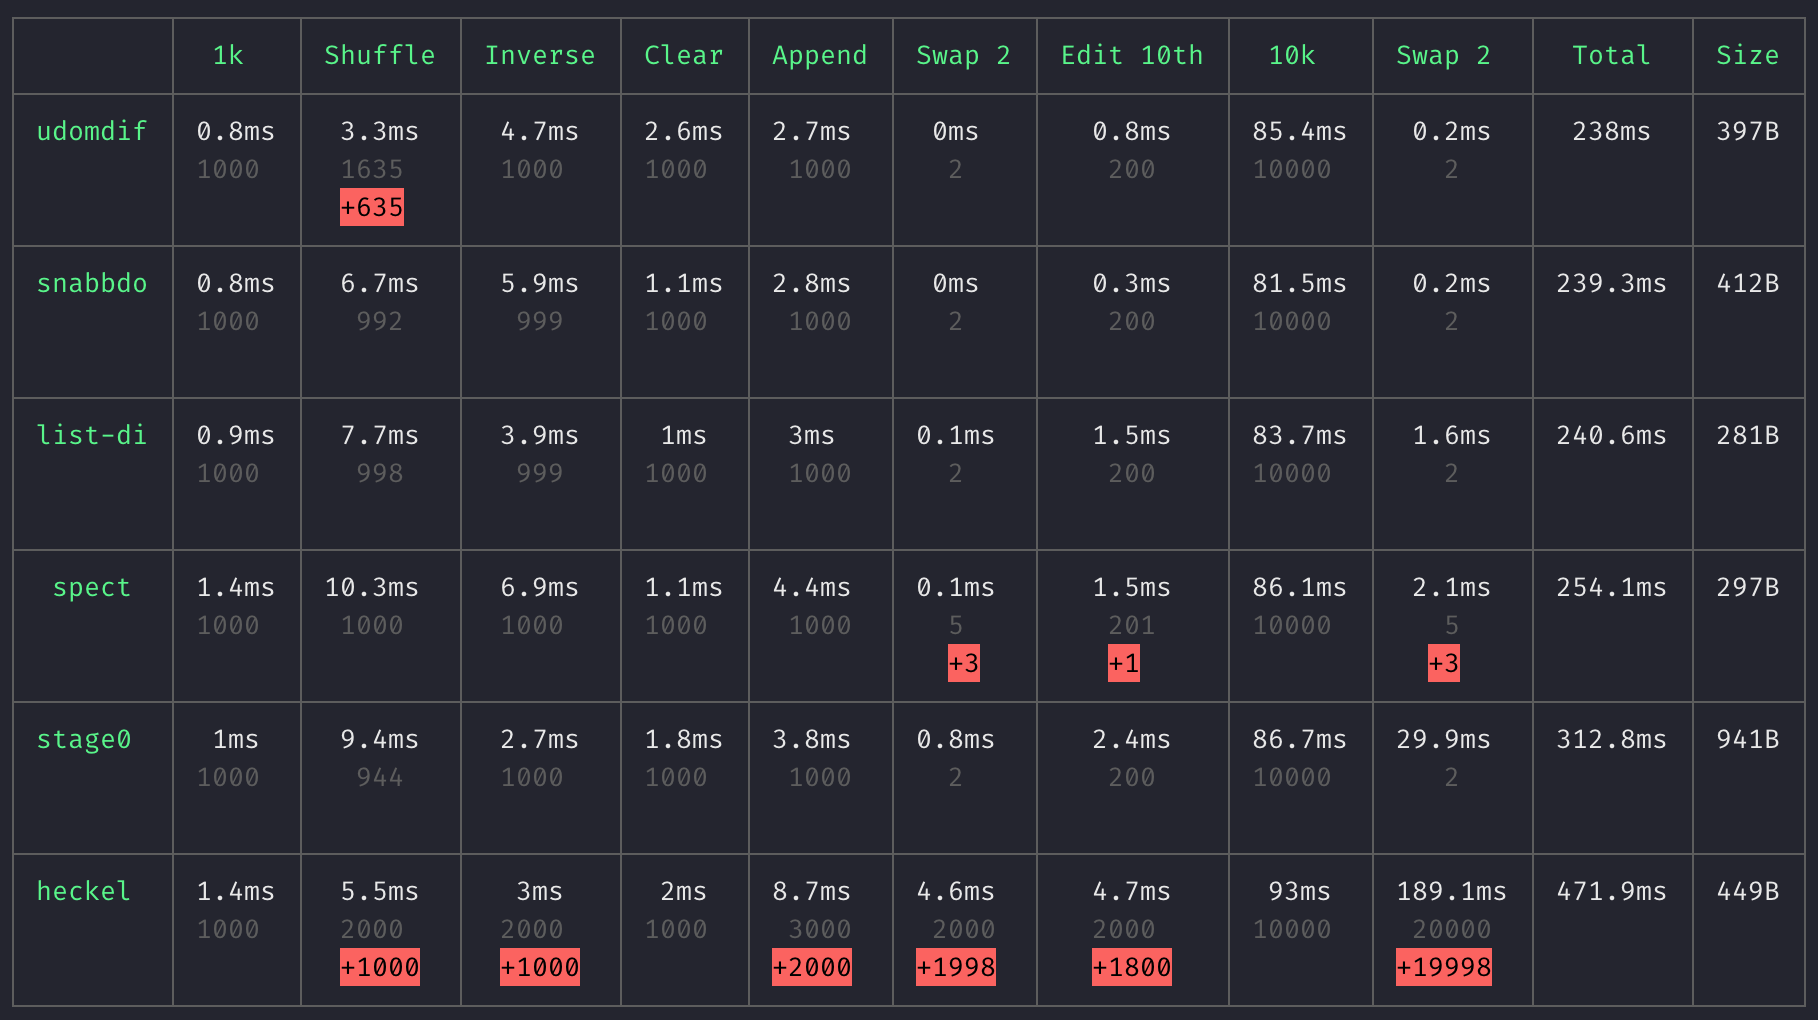 1k Shuffle Inverse Clear Append Swap 2 Edit 10th 10k Swap 2 Total Size
udomdif 0.8ms 3.3ms 4.7ms 2.6ms 2.7ms 0ms 0.8ms 85.4ms 0.2ms 238ms 397B
1000 1635 1000 1000 1000 2 200 10000 2
+635
snabbdo 0.8ms 6.7ms 5.9ms 1.1ms 2.8ms 0ms 0.3ms 81.5ms 0.2ms 239.3ms 412B
1000 992 999 1000 1000 2 200 10000 2
list-di 0.9ms 7.7ms 3.9ms 1ms 3ms 0.1ms 1.5ms 83.7ms 1.6ms 240.6ms 281B
1000 998 999 1000 1000 2 200 10000 2
spect 1.4ms 10.3ms 6.9ms 1.1ms 4.4ms 0.1ms 1.5ms 86.1ms 2.1ms 254.1ms 297B
1000 1000 1000 1000 1000 5 201 10000 5
+3 +1 +3
stage0 1ms 9.4ms 2.7ms 1.8ms 3.8ms 0.8ms 2.4ms 86.7ms 29.9ms 312.8ms 941B
1000 944 1000 1000 1000 2 200 10000 2
heckel 1.4ms 5.5ms 3ms 2ms 8.7ms 4.6ms 4.7ms 93ms 189.1ms 471.9ms 449B
1000 2000 2000 1000 3000 2000 2000 10000 20000
+1000 +1000 +2000 +1998 +1800 +19998